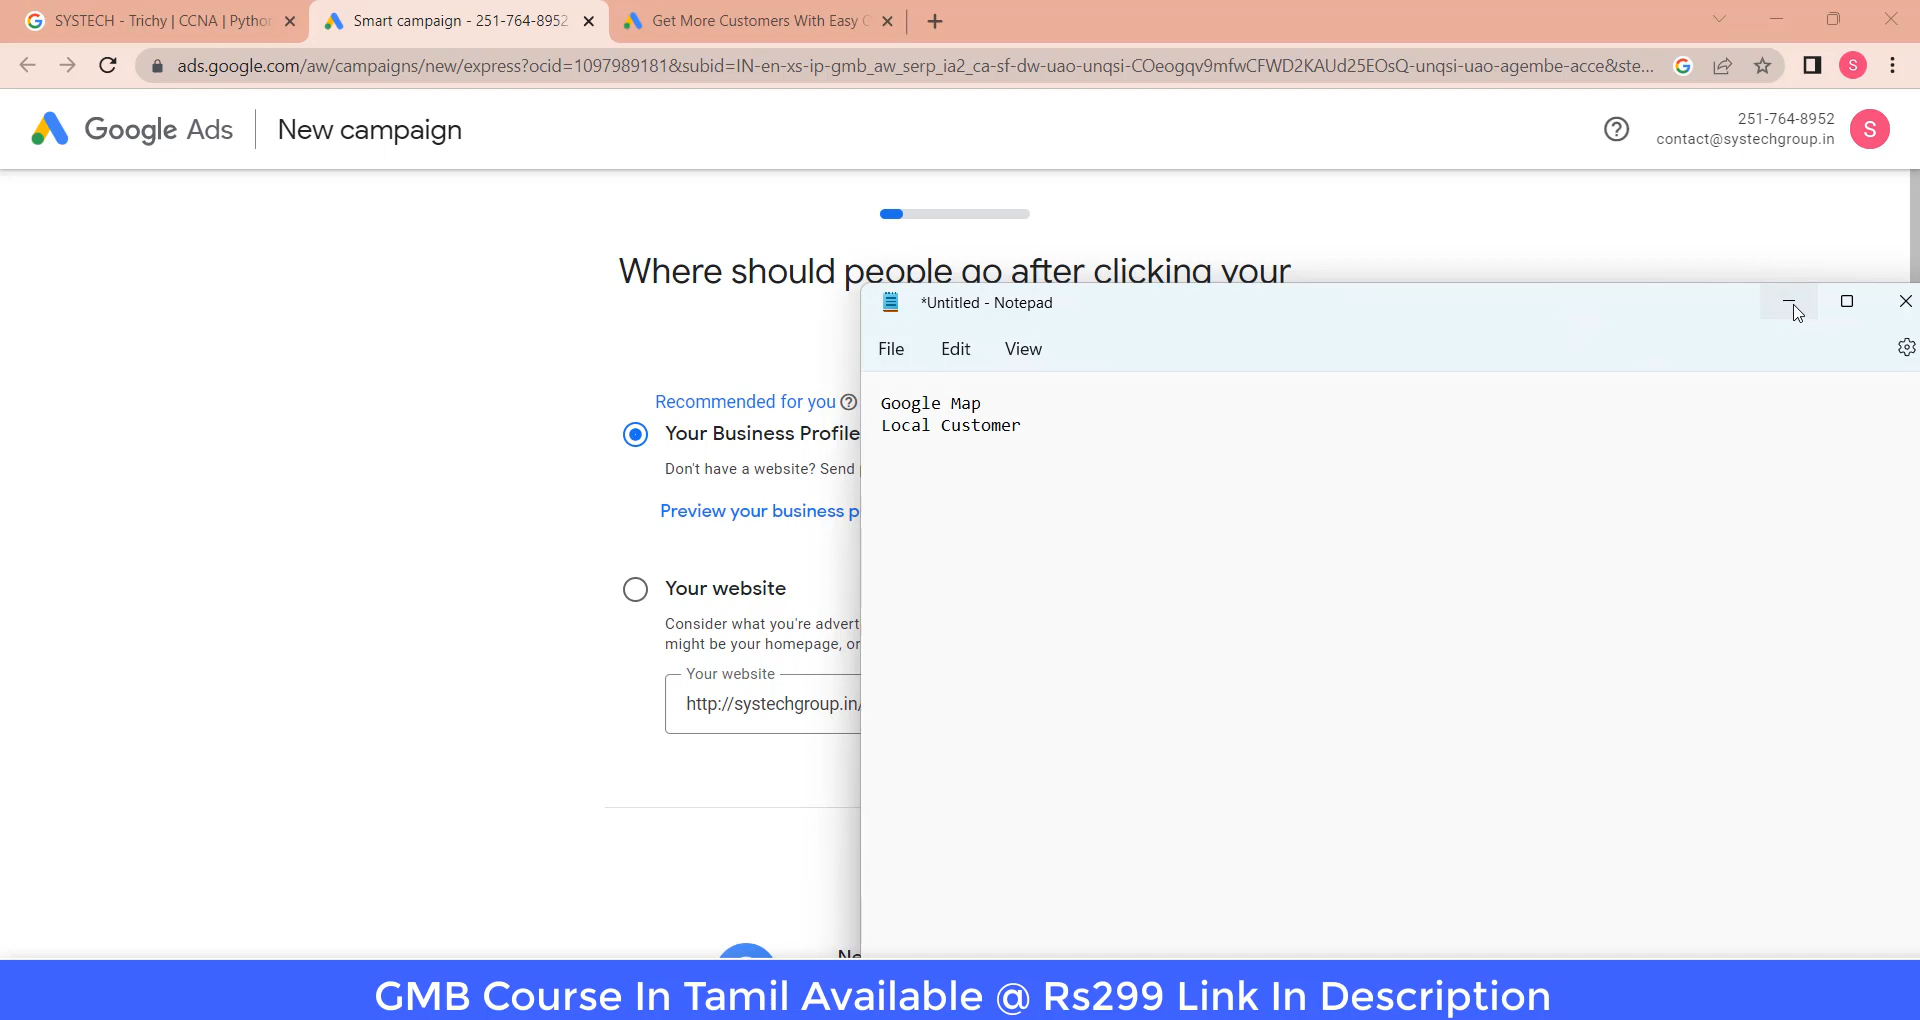 SYSTECH - Trichy | CCNA | Python
Smart campaign - 251-764-8952
Get More Customers With Easy
ads.google.com/aw/campaigns/new/express?ocid=1097989181&subid=IN-en-xs-ip-gmb_aw_serp_ia2_ca-sf-dw-uao-unqsi-COeogqv9mfwCFWD2KAUd25EOsQ-unqsi-uao-agembe-acce&ste...
S
Google Ads
New campaign
251-764-8952
contact@systechgroup.in
S
Where should people go after clicking your
*Untitled - Notepad
File Edit View
Google Map
Local Customer
Recommended for you
Your Business Profile
Don't have a website? Send
Preview your business p
Your website
Consider what you're advert
might be your homepage, or
Your website
http://systechgroup.in/
GMB Course In Tamil Available @ Rs299 Link In Description